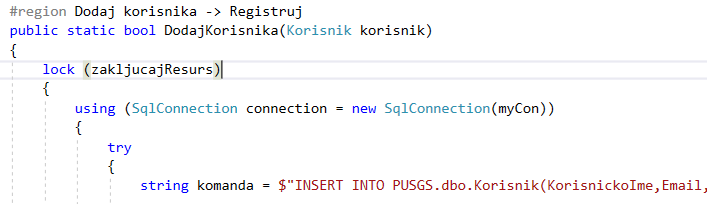 #region Dodaj korisnika -> Registruj
public static bool DodajKorisnika(Korisnik korisnik)
{
lock (zakljucajResurs)
{
using (SqlConnection connection = new SqlConnection(myCon))
{
try
{
string komanda = $"INSERT INTO PUSGS.dbo.Korisnik(KorisnickoIme,Email,